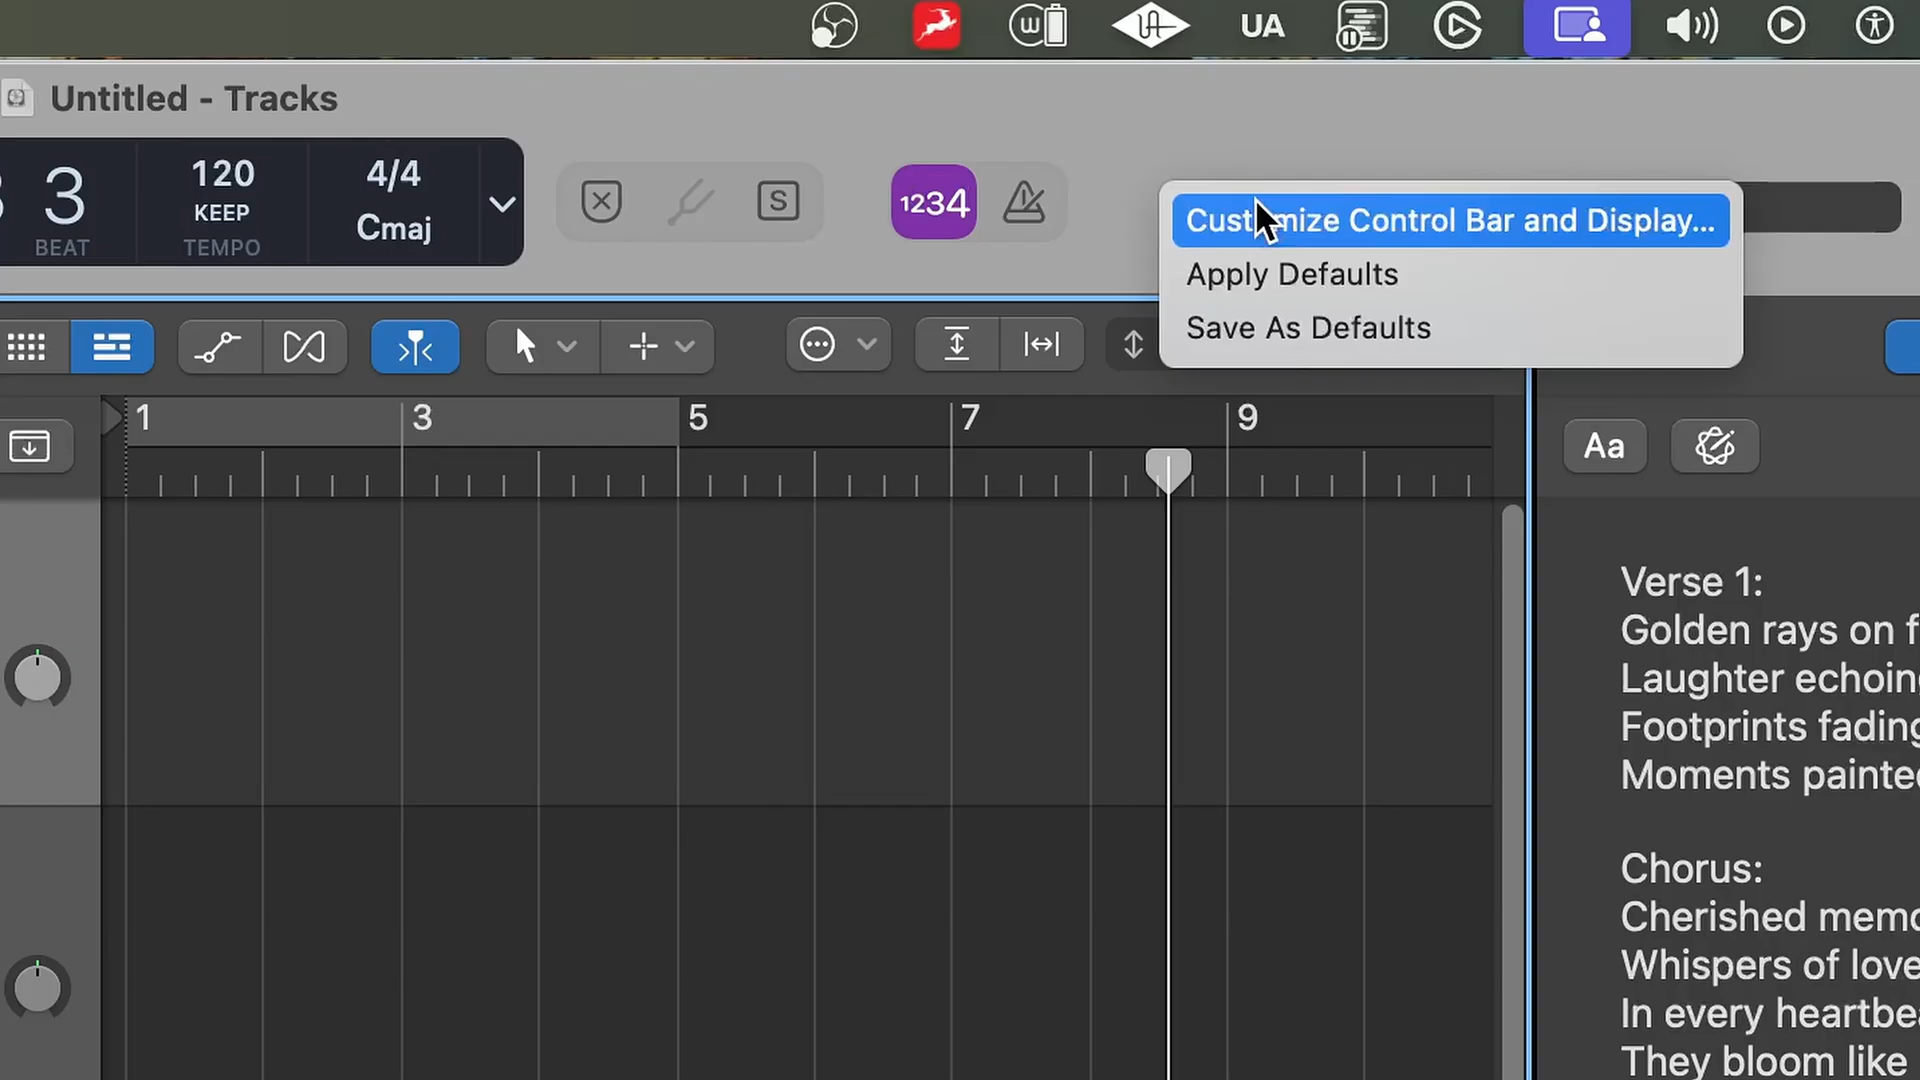 UA
Untitled - Tracks
3
BEAT
120
KEEP
TEMPO
4/4
Cmaj
S
1234
Customize Control Bar and Display...
Apply Defaults
Save As Defaults
1 3 5 7 9
Aa
Verse 1:
Golden rays on
Laughter echoin
Footprints fading
Moments painte
Chorus:
Cherished mem
Whispers of love
In every heartbe
They bloom like